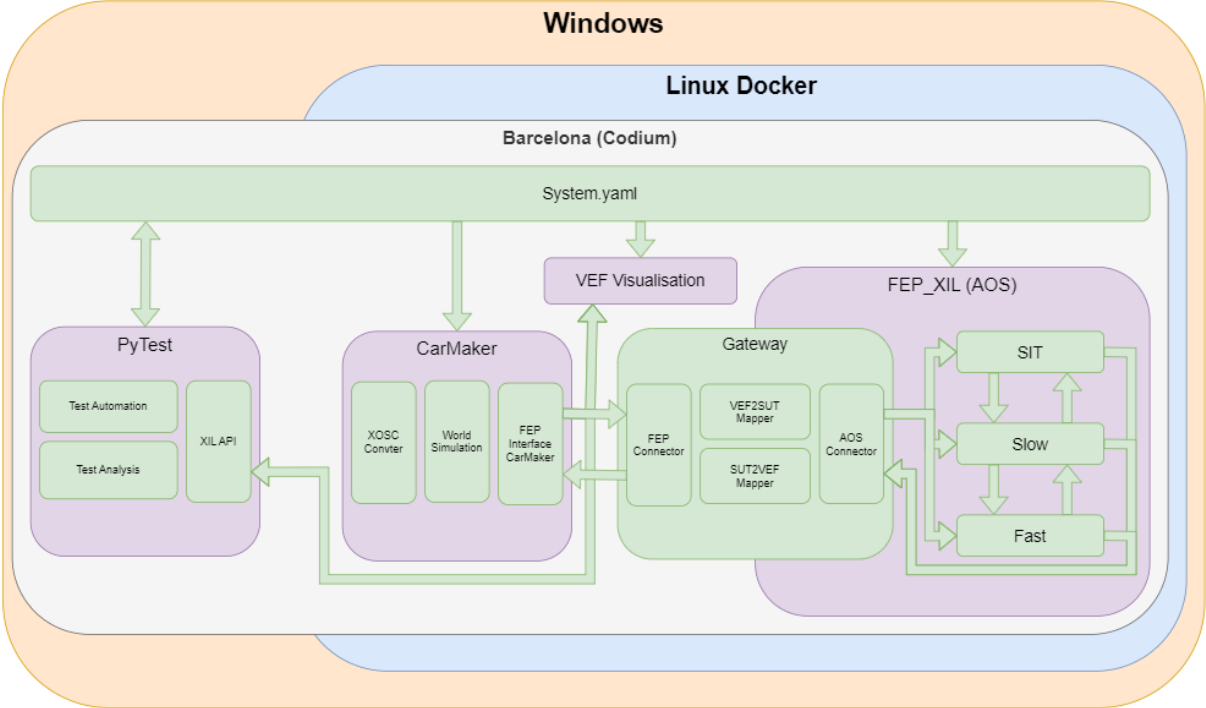 Windows
Linux Docker
Barcelona (Codium)
System.yaml
VEF Visualisation
FEP_XIL (AOS)
PyTest
Test Automation
Test Analysis
XIL API
CarMaker
XOSC
Convter
World
Simulation
FEP
Interface
CarMaker
Gateway
FEP
Connector
VEF2SUT
Mapper
SUT2VEF
Mapper
AOS
Connector
SIT
Slow
Fast